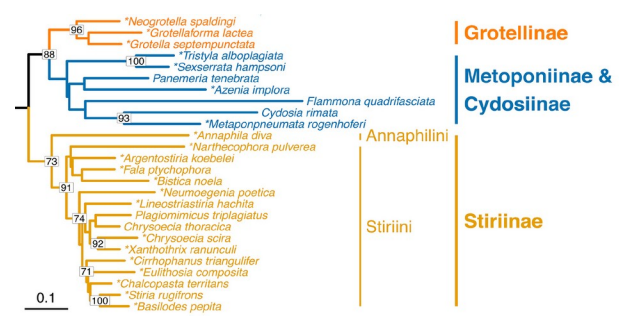 *Neogrotella spaldingi
96
*Grotellaforma lactea
*Grotella septempunctata
Grotellinae
88
*Tristyla alboplagiata
100
*Sexserrata hampsoni
Panemeria tenebrata
*Azenia implora
Flammona quadrifasciata
Cydosia rimata
93
*Metaponpneumata rogenhoferi
Metoponiinae &
Cydosiinae
*Annaphila diva
Annaphilini
73
*Narthecophora pulverea
*Argentostiria koebelei
*Fala ptychophora
*Bistica noela
91
*Neumoegenia poetica
*Lineostriastiria hachita
74
Plagiomimicus triplagiatus
Chrysoecia thoracica
*Chrysoecia scira
92
*Xanthothrix ranunculi
*Cirrhophanus triangulifer
71
*Eulithosia composita
*Chalcopasta territans
*Stiria rugifrons
100
*Basilodes pepita
Stiriini
Stiriinae
0.1